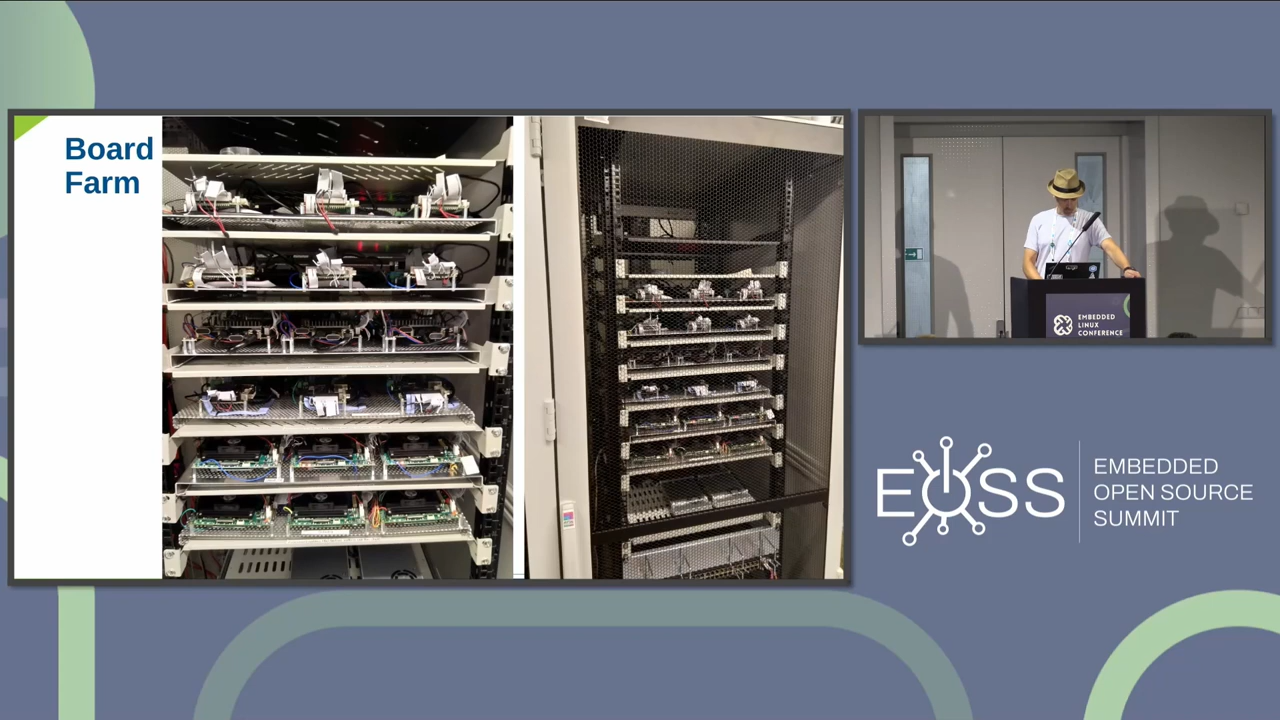 Board
Farm
EMBEDDED
LINUX
CONFERENCE
EOSS
EMBEDDED
OPEN SOURCE
SUMMIT